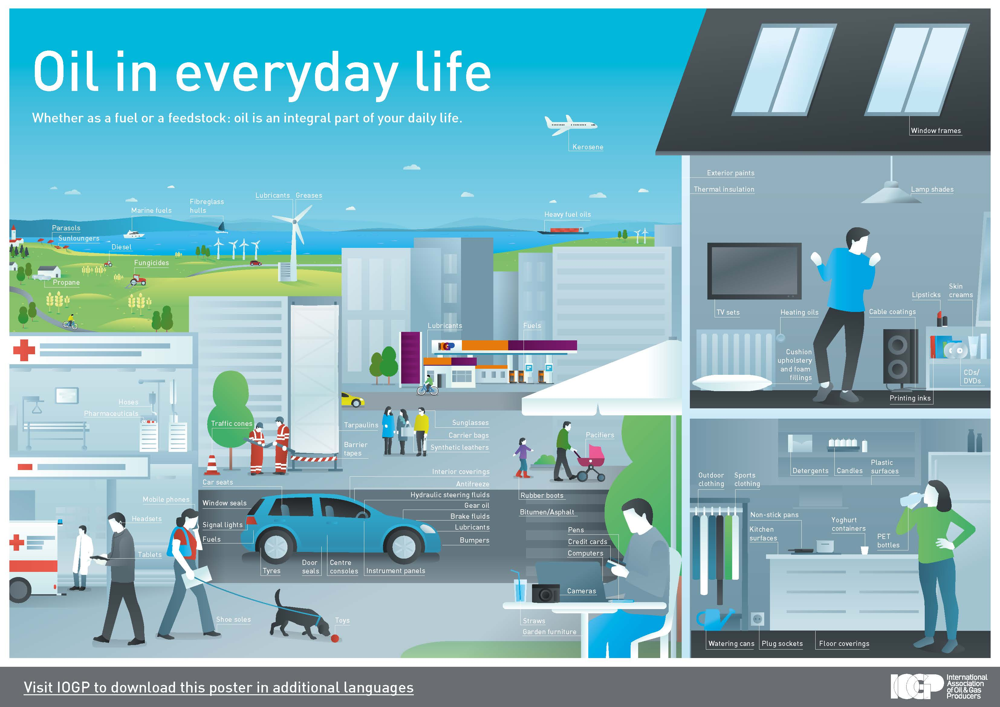 Oil in everyday life
Whether as a fuel or a feedstock: oil is an integral part of your daily life.
Kerosene
Window frames
Exterior paints
Thermal insulation
Lamp shades
Lubricants Greases
Fibreglass
hulls
Marine fuels
Heavy fuel oils
Parasols
Sunloungers
Diesel
Fungicides
Propane
Skin
creams
Lipsticks
TV sets
Heating oils
Cable coatings
Lubricants
Fuels
IOGP
Cushion
upholstery
and foam
fillings
CDs/
DVDs
Printing inks
Hoses
Pharmaceuticals
Traffic cones
Tarpaulins
Barrier
tapes
Sunglasses
Carrier bags
Synthetic leathers
Pacifiers
Rubber boots
Bitumen/Asphalt
Car seats
Window seals
Signal lights
Fuels
Interior coverings
Antifreeze
Hydraulic steering fluids
Gear oil
Brake fluids
Lubricants
Bumpers
Tyres
Door
seals
Centre
consoles
Instrument panels
Mobile phones
Headsets
Tablets
Shoe soles
Toys
Pens
Credit cards
Computers
Cameras
Straws
Garden furniture
Outdoor
clothing
Sports
clothing
Detergents
Candles
Plastic
surfaces
Non-stick pans
Kitchen
surfaces
Yoghurt
containers
PET
bottles
Watering cans
Plug sockets
Floor coverings
Visit IOGP to download this poster in additional languages
IOGP
International
Association
of Oil & Gas
Producers